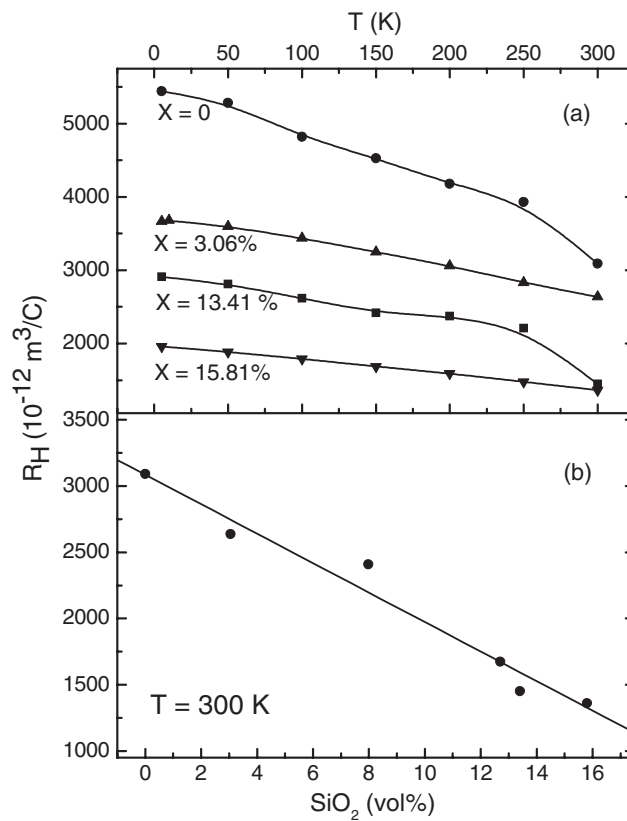 T (K)
0 50 100 150 200 250 300
(a)
5000
4000
3000
2000
X = 0
X = 3.06%
X = 13.41 %
X = 15.81%
R_H (10^-12 m^3/C)
(b)
3500
3000
2500
2000
1500
1000
T = 300 K
0 2 4 6 8 10 12 14 16
SiO_2 (vol%)